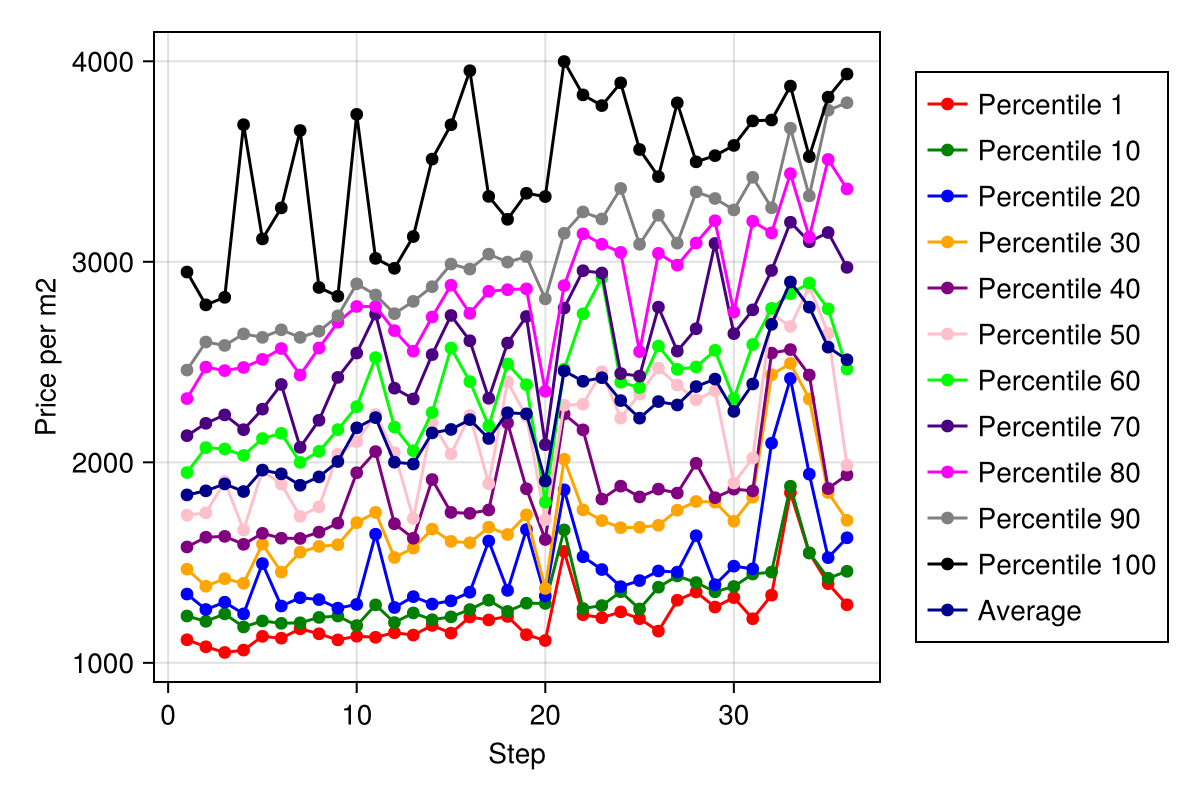 4000
3000
2000
1000
Price per m2
0 10 20 30
Step
Percentile 1
Percentile 10
Percentile 20
Percentile 30
Percentile 40
Percentile 50
Percentile 60
Percentile 70
Percentile 80
Percentile 90
Percentile 100
Average